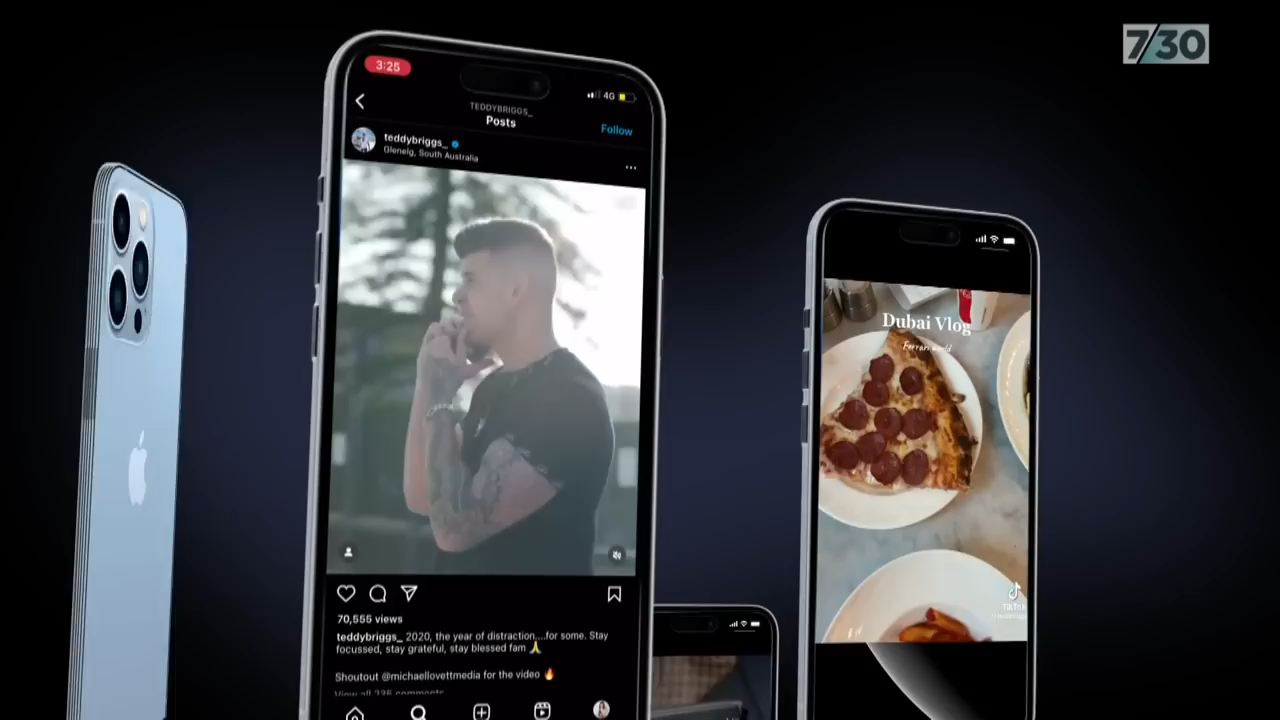 7/30
3:25
4G
TEDDYBRIGGS_
Posts
Follow
teddybriggs_
Glenelg, South Australia
70,555 views
teddybriggs_ 2020, the year of distraction....for some. Stay
focussed, stay grateful, stay blessed fam 🙏
Shoutout @michaellovettmedia for the video 🔥
View all 236 comments
Dubai Vlog
Ferrari world
TikTok